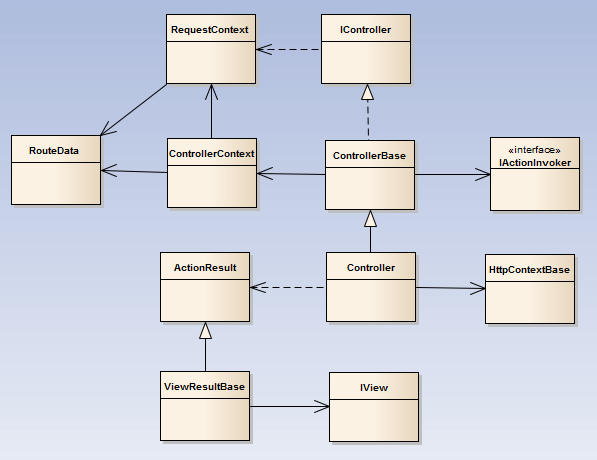 RequestContext
IController
RouteData
ControllerContext
ControllerBase
«interface»
IActionInvoker
ActionResult
Controller
HttpContextBase
ViewResultBase
IView